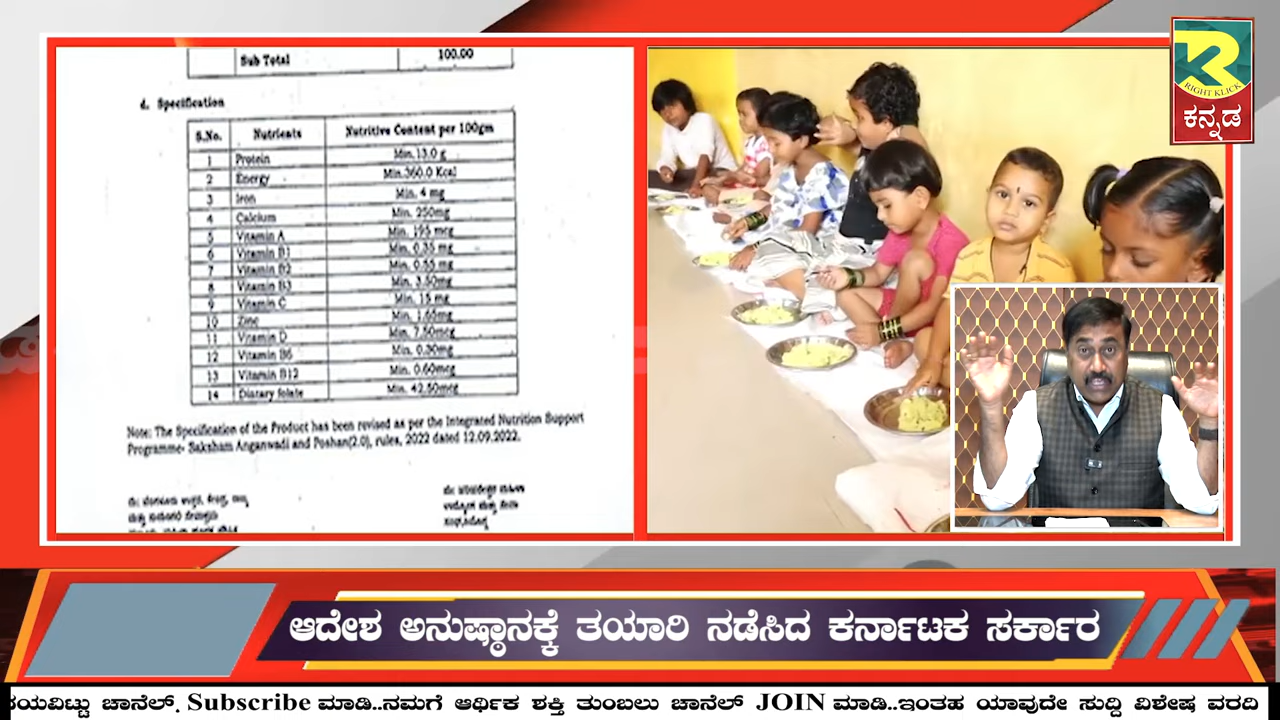 Sub Total 100.00
d. Specification
S.No. Nutrients Nutritive Content per 100gm
1 Protein Min.13.0 g
2 Energy Min.360.0 Kcal
3 Iron Min. 4 mg
4 Calcium Min. 250mg
5 Vitamin A Min. 195 mcg
6 Vitamin B1 Min. 0.35 mg
7 Vitamin B2 Min. 0.55 mg
8 Vitamin B3 Min. 3.50mg
9 Vitamin C Min. 15 mg
10 Zinc Min. 1.65mg
11 Vitamin D Min. 7.50mcg
12 Vitamin B6 Min. 0.30mg
13 Vitamin B12 Min. 0.60mcg
14 Diatary folate Min. 42.50mcg
Note: The Specification of the Product has been revised as per the Integrated Nutrition Support
Programme- Saksham Anganwadi and Poshan(2.0), rules, 2022 dated 12.09.2022.
RIGHT KLICK
ಕನ್ನಡ
ಆದೇಶ ಅನುಷ್ಠಾನಕ್ಕೆ ತಯಾರಿ ನಡೆಸಿದ ಕರ್ನಾಟಕ ಸರ್ಕಾರ
ಚಾನೆಲ್. Subscribe ಮಾಡಿ..ನಮಗೆ ಆರ್ಥಿಕ ಶಕ್ತಿ ತುಂಬಲು ಚಾನೆಲ್ JOIN ಮಾಡಿ..ಇಂತಹ ಯಾವುದೇ ಸುದ್ದಿ ವಿಶೇಷ ವರದಿ